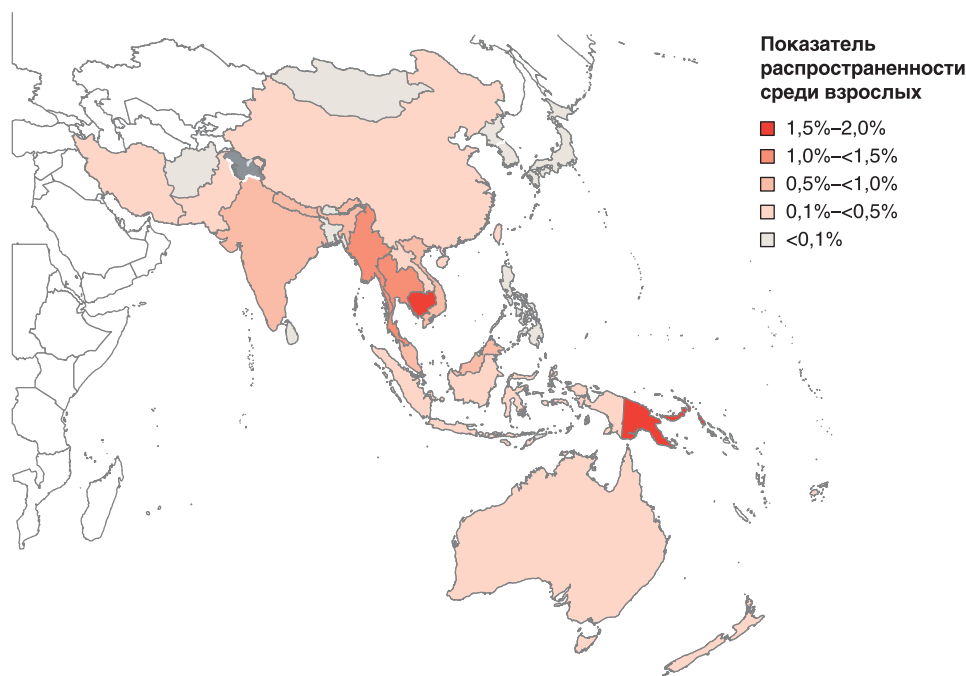 Показатель
распространенности
среди взрослых
1,5%–2,0%
1,0%–<1,5%
0,5%–<1,0%
0,1%–<0,5%
<0,1%